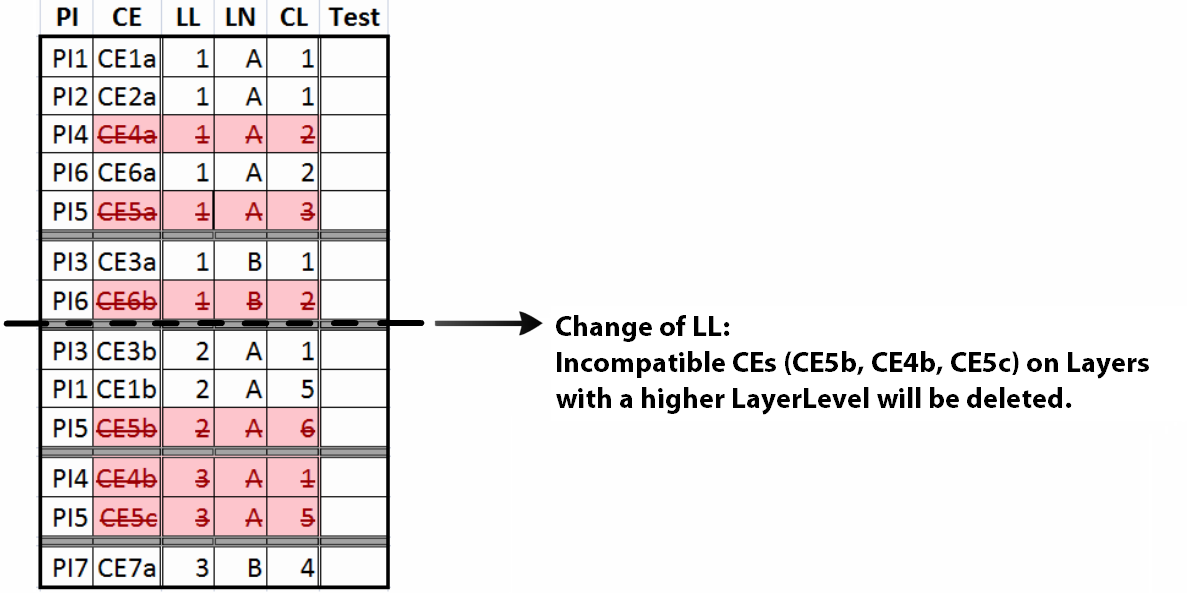 PI CE LL LN CL Test
PI1 CE1a 1 A 1
PI2 CE2a 1 A 1
PI4 CE4a 1 A 2
PI6 CE6a 1 A 2
PI5 CE5a 1 A 3
PI3 CE3a 1 B 1
PI6 CE6b 1 B 2
PI3 CE3b 2 A 1
PI1 CE1b 2 A 5
PI5 CE5b 2 A 6
PI4 CE4b 3 A 1
PI5 CE5c 3 A 5
PI7 CE7a 3 B 4
Change of LL:
Incompatible CEs (CE5b, CE4b, CE5c) on Layers
with a higher LayerLevel will be deleted.